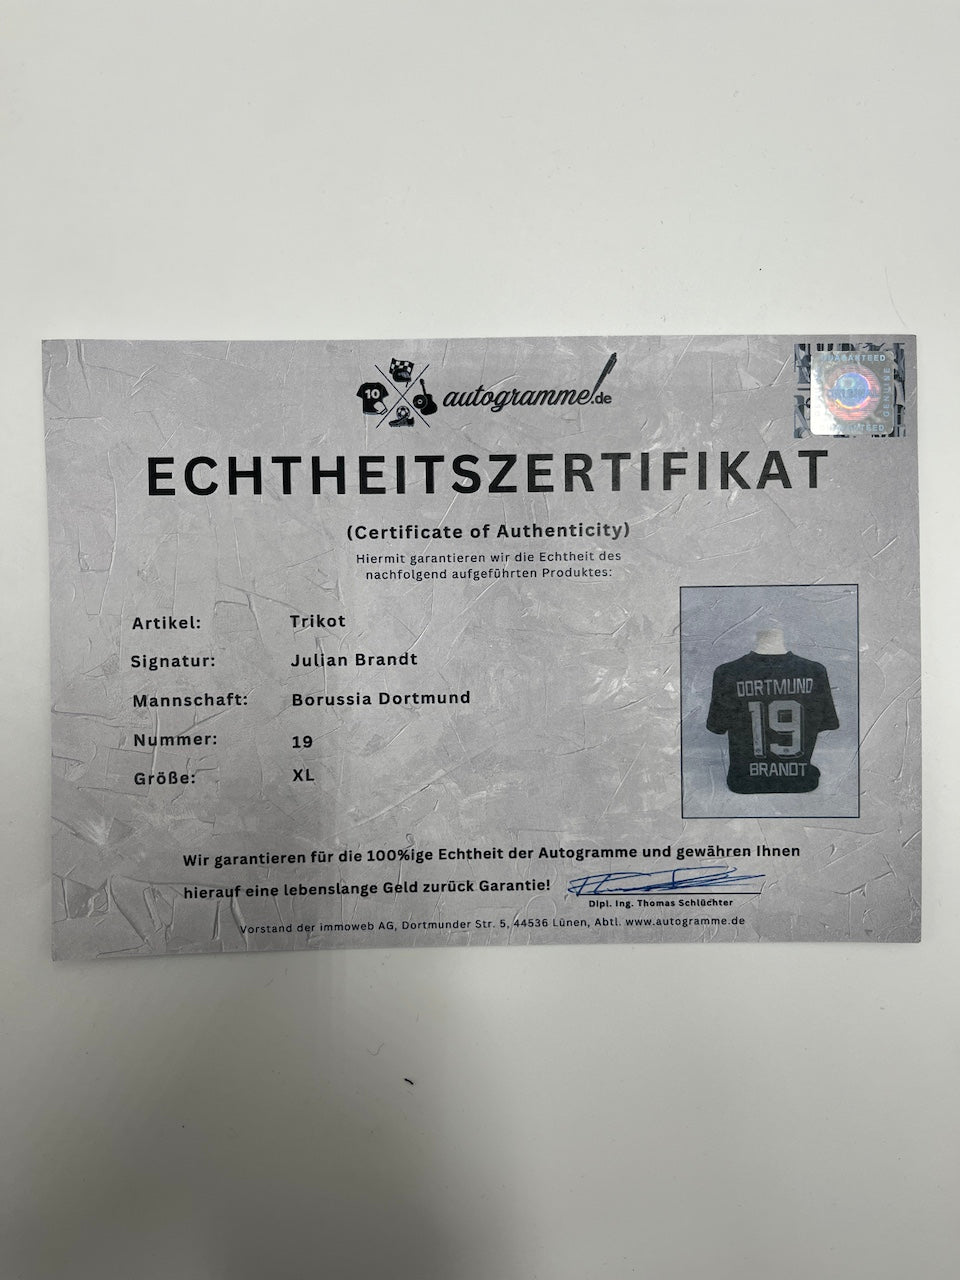 10
autogramme.de
GUARANTEED
GENUINE
ECHTHEITSZERTIFIKAT
(Certificate of Authenticity)
Hiermit garantieren wir die Echtheit des
nachfolgend aufgeführten Produktes:
Artikel: Trikot
Signatur: Julian Brandt
Mannschaft: Borussia Dortmund
Nummer: 19
Größe: XL
DORTMUND
19
BRANDT
Wir garantieren für die 100%ige Echtheit der Autogramme und gewähren Ihnen
hierauf eine lebenslange Geld zurück Garantie!
Dipl. Ing. Thomas Schlüchter
Vorstand der immoweb AG, Dortmunder Str. 5, 44536 Lünen, Abtl. www.autogramme.de